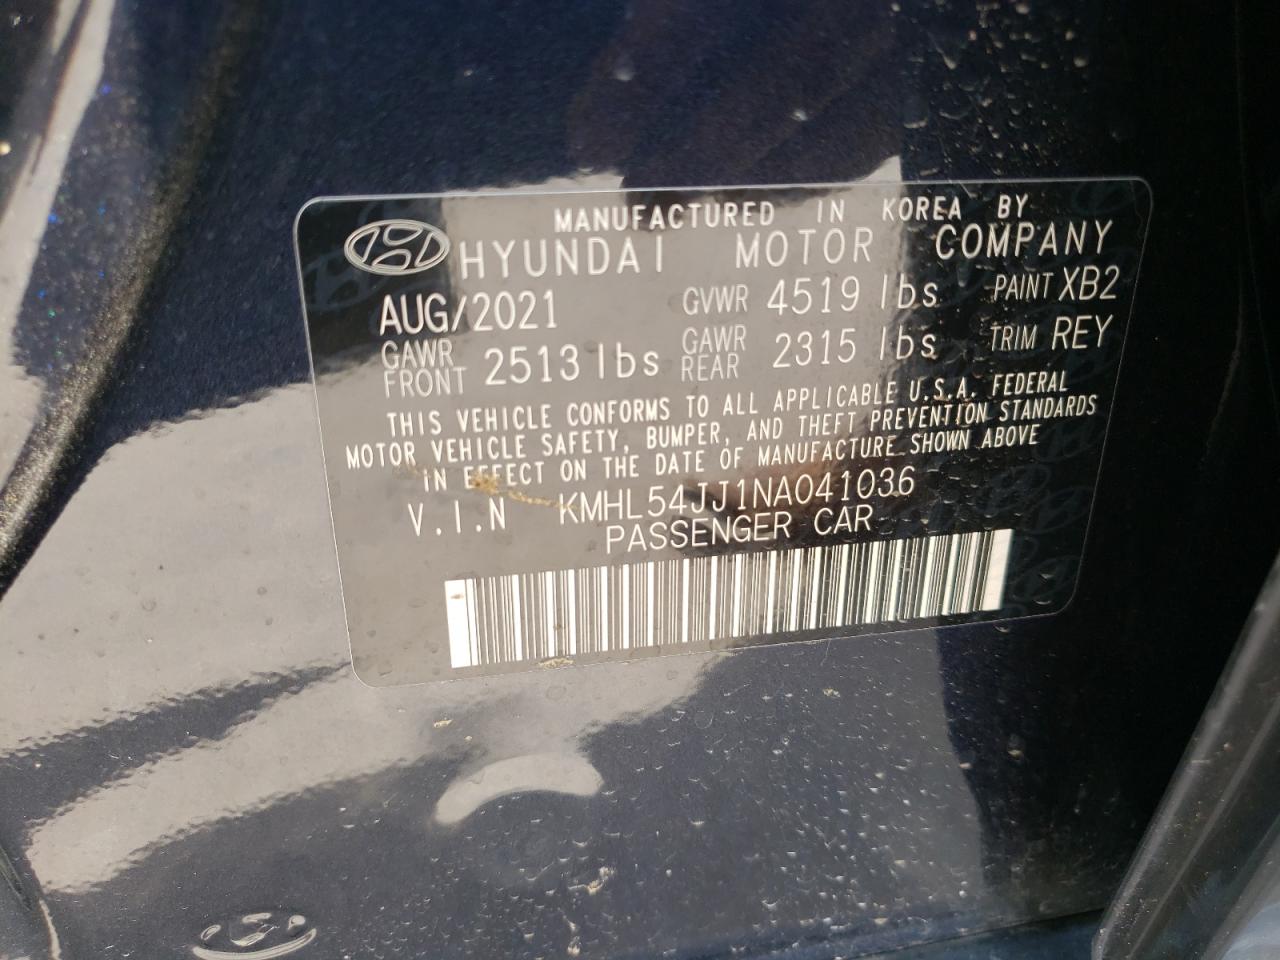 MANUFACTURED IN KOREA BY
HYUNDAI MOTOR COMPANY
AUG/2021 GVWR 4519 lbs PAINT XB2
GAWR FRONT 2513 lbs GAWR REAR 2315 lbs TRIM REY
THIS VEHICLE CONFORMS TO ALL APPLICABLE U.S.A. FEDERAL
MOTOR VEHICLE SAFETY, BUMPER, AND THEFT PREVENTION STANDARDS
IN EFFECT ON THE DATE OF MANUFACTURE SHOWN ABOVE
V.I.N KMHL54JJ1NA041036
PASSENGER CAR